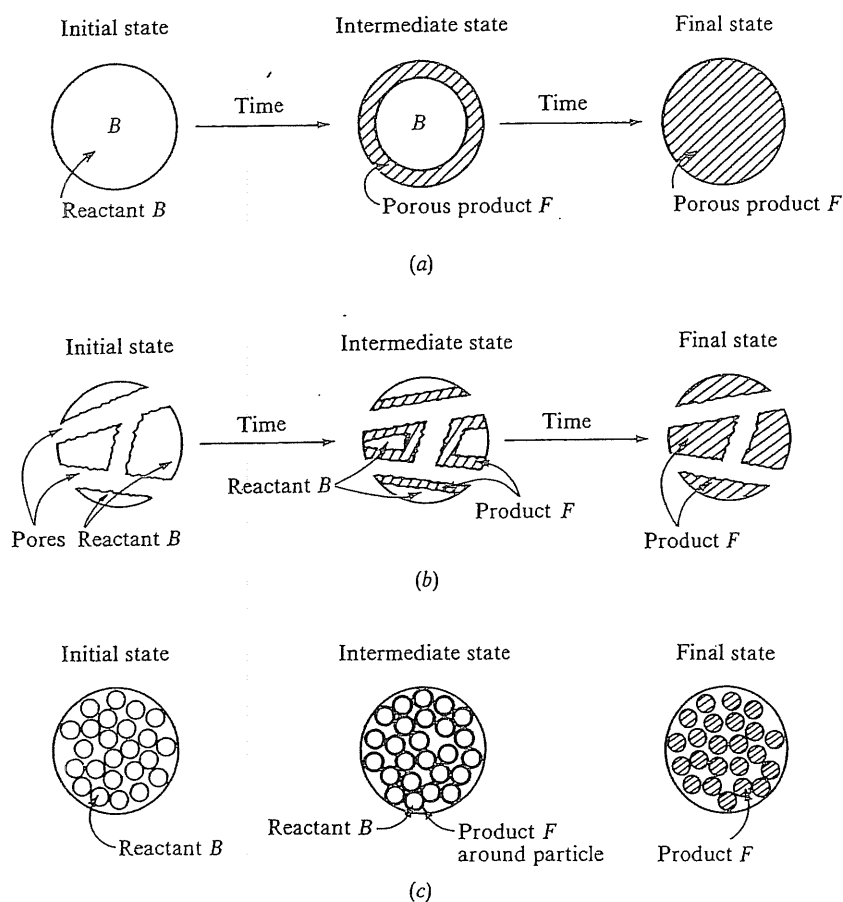 Initial state Intermediate state Final state
B Time B Time
Reactant B Porous product F Porous product F
(a)
Initial state Intermediate state Final state
Time Time
Reactant B
Product F
Pores Reactant B Product F
(b)
Initial state Intermediate state Final state
Reactant B Product F
Reactant B around particle Product F
(c)